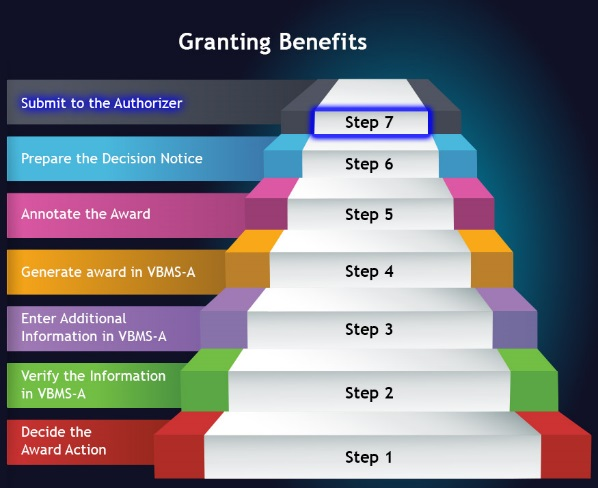 Granting Benefits
Submit to the Authorizer
Step 7
Prepare the Decision Notice
Step 6
Annotate the Award
Step 5
Generate award in VBMS-A
Step 4
Enter Additional
Information in VBMS-A
Step 3
Verify the Information
in VBMS-A
Step 2
Decide the
Award Action
Step 1